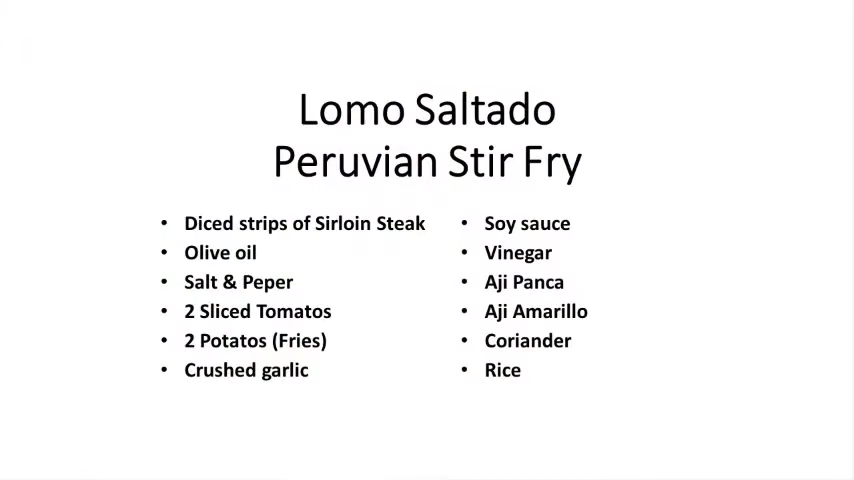 Lomo Saltado
Peruvian Stir Fry
• Diced strips of Sirloin Steak
• Olive oil
• Salt & Peper
• 2 Sliced Tomatos
• 2 Potatos (Fries)
• Crushed garlic
• Soy sauce
• Vinegar
• Aji Panca
• Aji Amarillo
• Coriander
• Rice